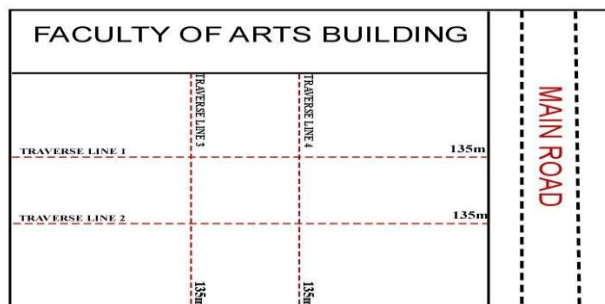 FACULTY OF ARTS BUILDING
TRAVERSE LINE 3
TRAVERSE LINE 4
MAIN ROAD
TRAVERSE LINE 1
135m
TRAVERSE LINE 2
135m
135m
135m